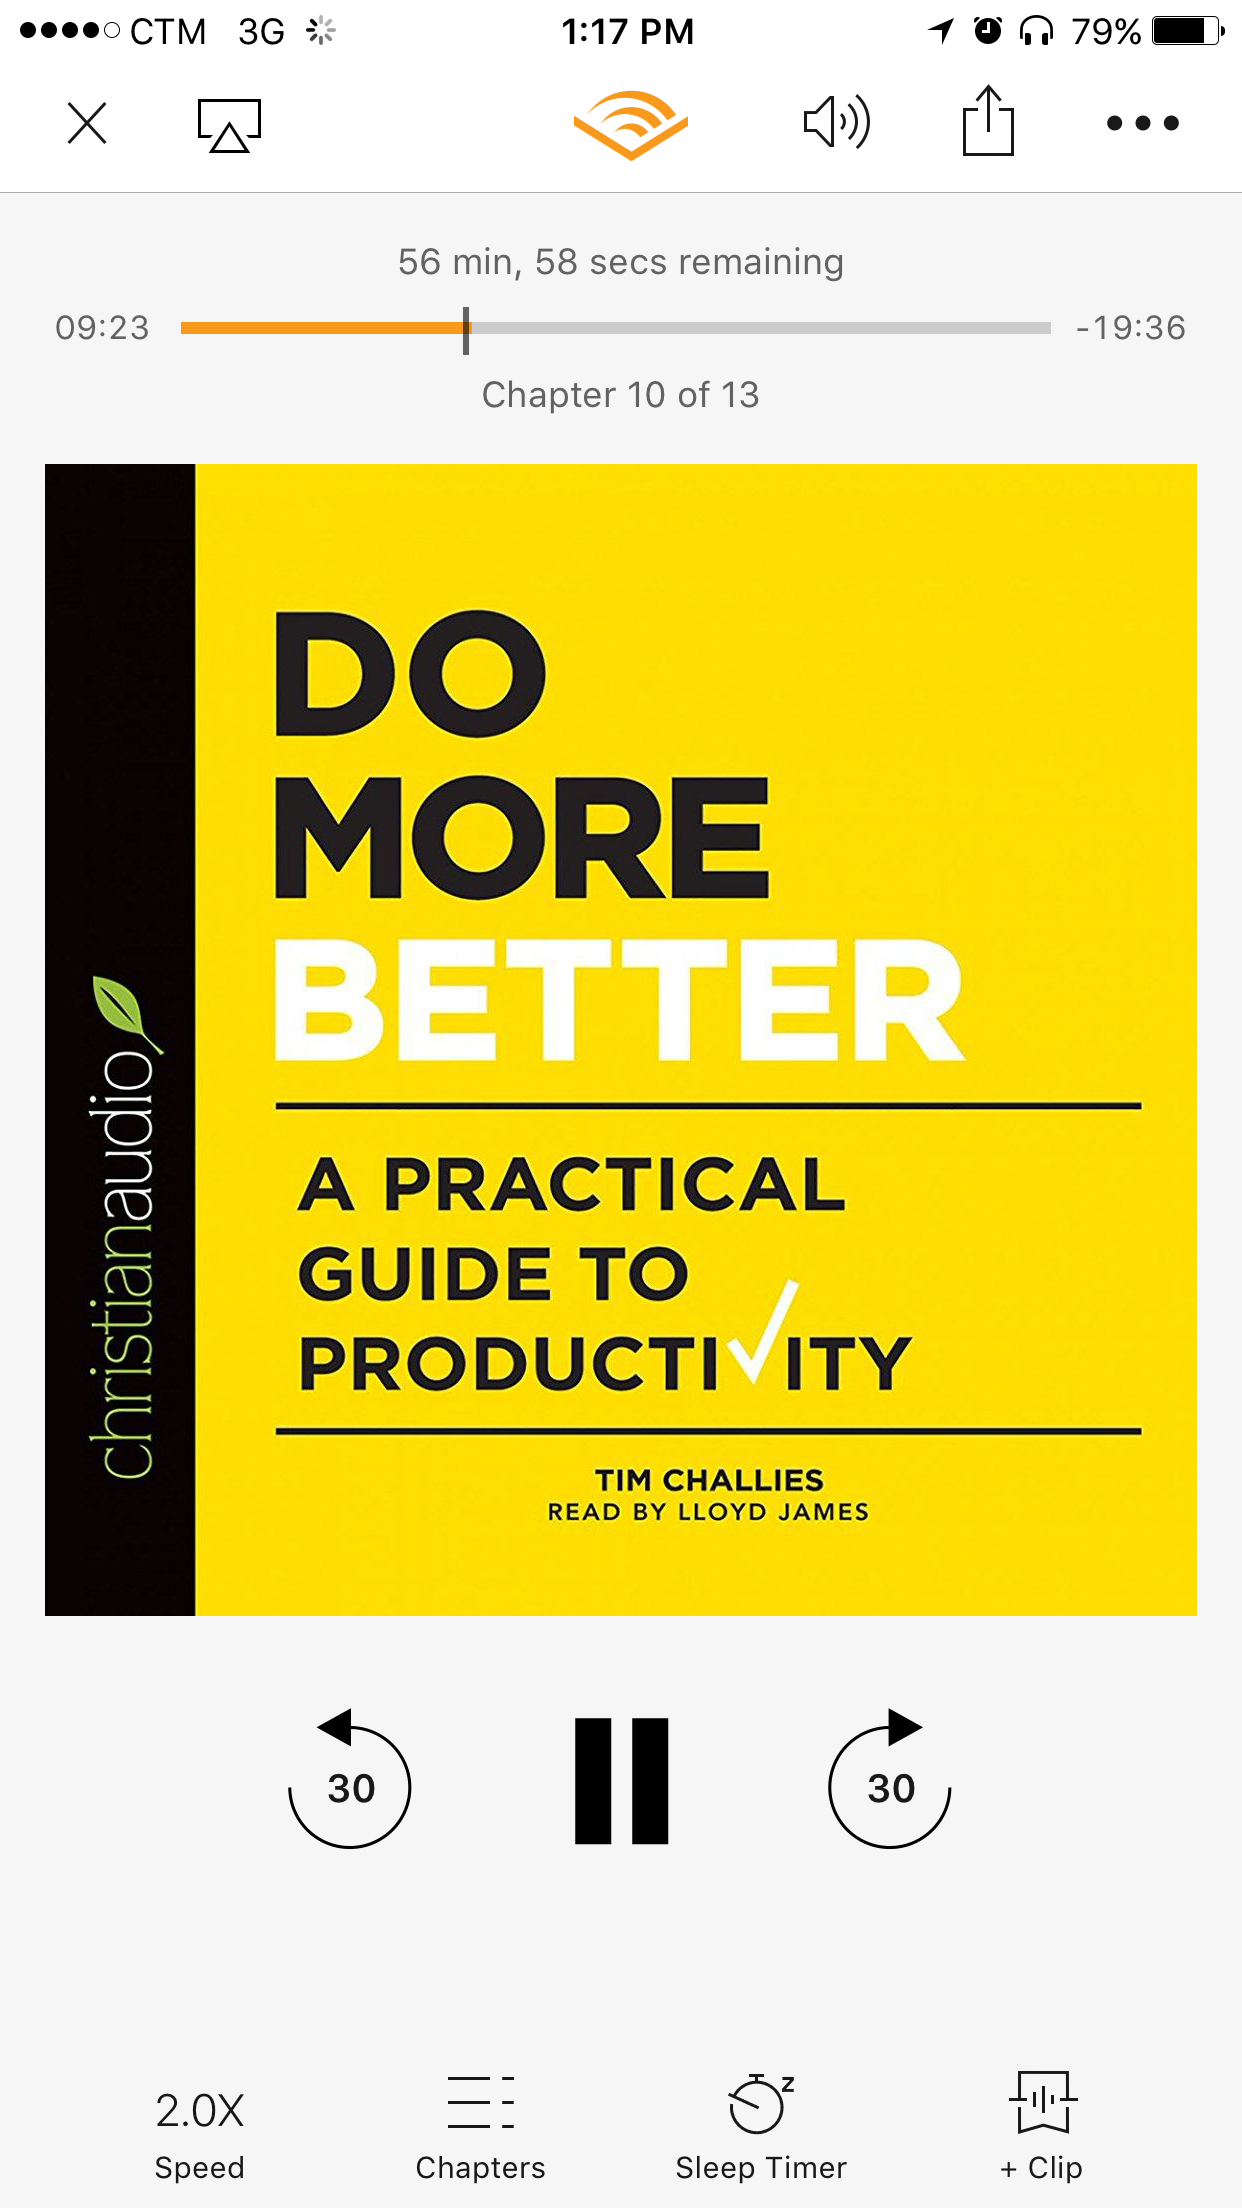 CTM 3G 1:17 PM 79%
56 min, 58 secs remaining
09:23 -19:36
Chapter 10 of 13
christianaudio
DO
MORE
BETTER
A PRACTICAL
GUIDE TO
PRODUCTIVITY
TIM CHALLIES
READ BY LLOYD JAMES
30 30
2.0X z
Speed Chapters Sleep Timer + Clip